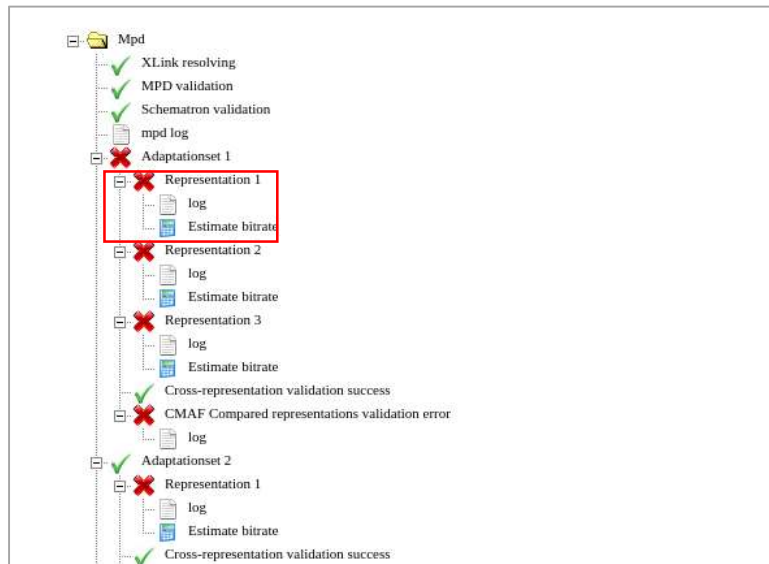 Mpd
XLink resolving
MPD validation
Schematron validation
mpd log
Adaptationset 1
Representation 1
log
Estimate bitrate
Representation 2
log
Estimate bitrate
Representation 3
log
Estimate bitrate
Cross-representation validation success
CMAF Compared representations validation error
log
Adaptationset 2
Representation 1
log
Estimate bitrate
Cross-representation validation success